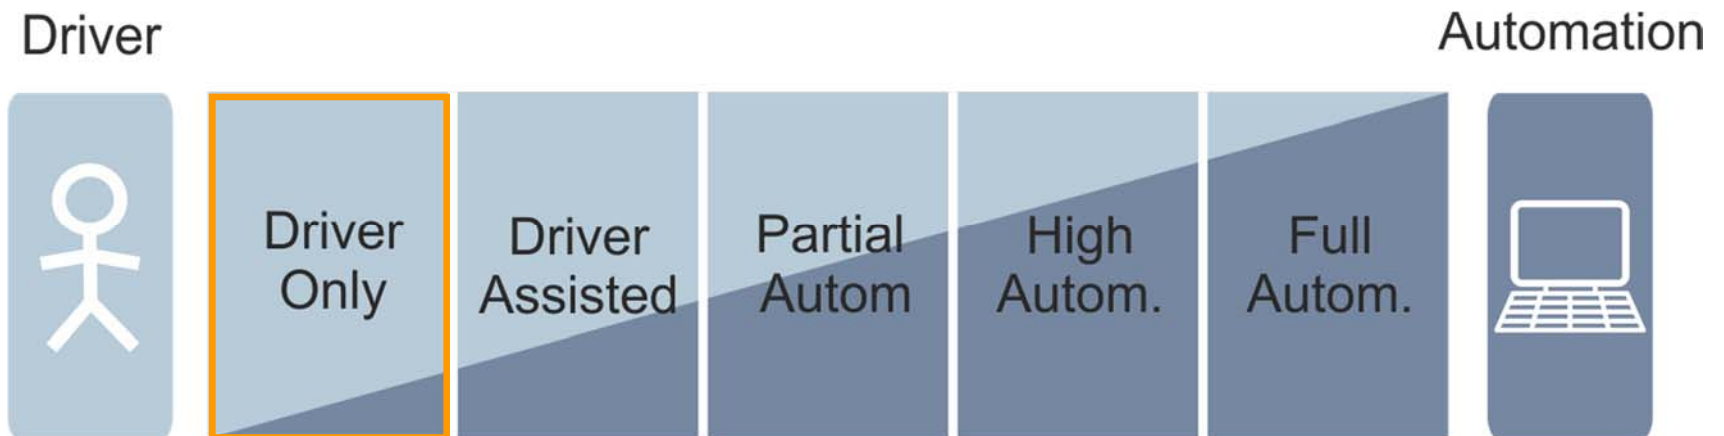 Driver
Automation
Driver
Only
Driver
Assisted
Partial
Autom
High
Autom.
Full
Autom.